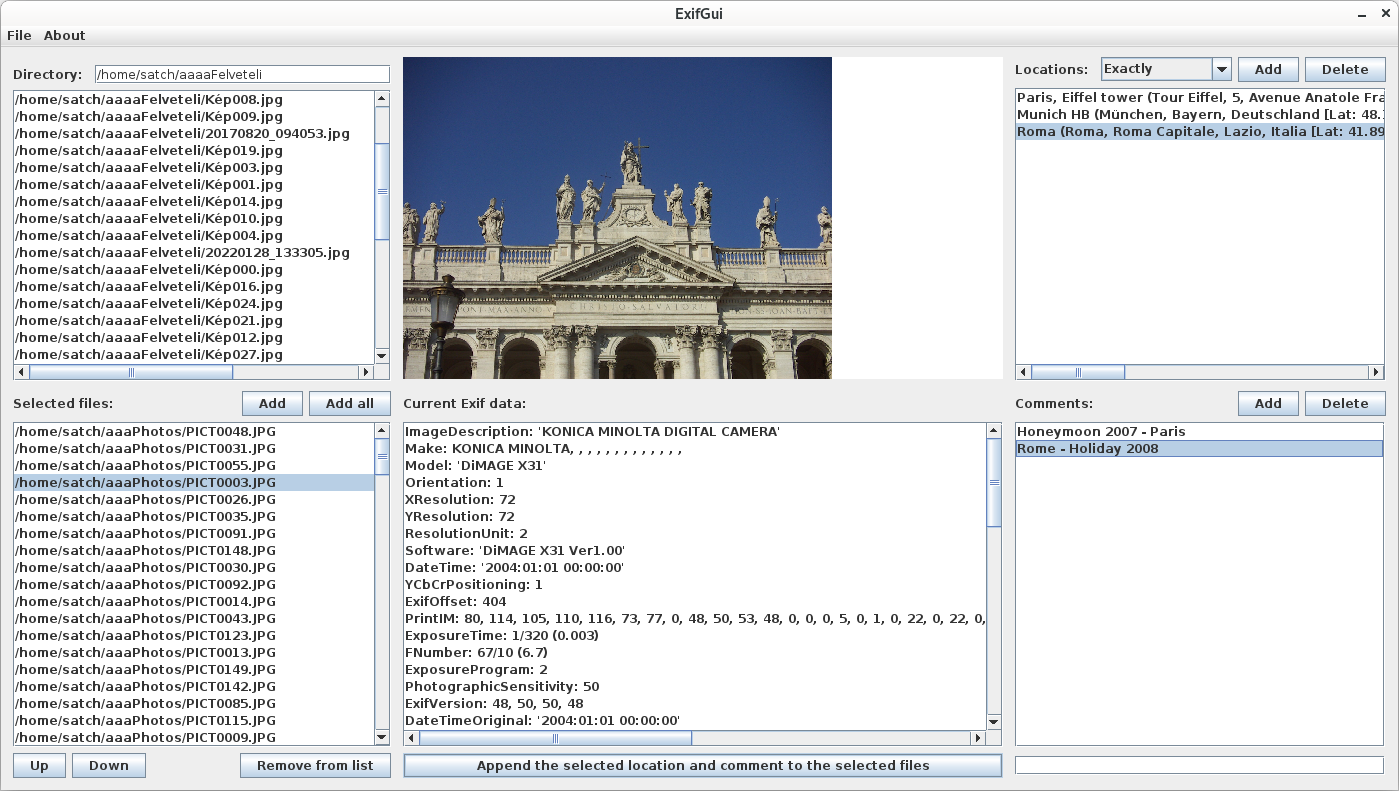 ExifGui
File About
Directory: /home/satch/aaaaFelveteli
/home/satch/aaaaFelveteli/Kép008.jpg
/home/satch/aaaaFelveteli/Kép009.jpg
/home/satch/aaaaFelveteli/20170820_094053.jpg
/home/satch/aaaaFelveteli/Kép019.jpg
/home/satch/aaaaFelveteli/Kép003.jpg
/home/satch/aaaaFelveteli/Kép001.jpg
/home/satch/aaaaFelveteli/Kép014.jpg
/home/satch/aaaaFelveteli/Kép010.jpg
/home/satch/aaaaFelveteli/Kép004.jpg
/home/satch/aaaaFelveteli/20220128_133305.jpg
/home/satch/aaaaFelveteli/Kép000.jpg
/home/satch/aaaaFelveteli/Kép016.jpg
/home/satch/aaaaFelveteli/Kép024.jpg
/home/satch/aaaaFelveteli/Kép021.jpg
/home/satch/aaaaFelveteli/Kép012.jpg
/home/satch/aaaaFelveteli/Kép027.jpg
Locations: Exactly Add Delete
Paris, Eiffel tower (Tour Eiffel, 5, Avenue Anatole Fra
Munich HB (München, Bayern, Deutschland [Lat: 48.
Roma (Roma, Roma Capitale, Lazio, Italia [Lat: 41.89
Selected files: Add Add all
/home/satch/aaaPhotos/PICT0048.JPG
/home/satch/aaaPhotos/PICT0031.JPG
/home/satch/aaaPhotos/PICT0055.JPG
/home/satch/aaaPhotos/PICT0003.JPG
/home/satch/aaaPhotos/PICT0026.JPG
/home/satch/aaaPhotos/PICT0035.JPG
/home/satch/aaaPhotos/PICT0091.JPG
/home/satch/aaaPhotos/PICT0148.JPG
/home/satch/aaaPhotos/PICT0030.JPG
/home/satch/aaaPhotos/PICT0092.JPG
/home/satch/aaaPhotos/PICT0014.JPG
/home/satch/aaaPhotos/PICT0043.JPG
/home/satch/aaaPhotos/PICT0123.JPG
/home/satch/aaaPhotos/PICT0013.JPG
/home/satch/aaaPhotos/PICT0149.JPG
/home/satch/aaaPhotos/PICT0142.JPG
/home/satch/aaaPhotos/PICT0085.JPG
/home/satch/aaaPhotos/PICT0115.JPG
/home/satch/aaaPhotos/PICT0009.JPG
Up Down Remove from list
Current Exif data:
ImageDescription: 'KONICA MINOLTA DIGITAL CAMERA'
Make: KONICA MINOLTA, , , , , , , , , , , , ,
Model: 'DiMAGE X31'
Orientation: 1
XResolution: 72
YResolution: 72
ResolutionUnit: 2
Software: 'DiMAGE X31 Ver1.00'
DateTime: '2004:01:01 00:00:00'
YCbCrPositioning: 1
ExifOffset: 404
PrintIM: 80, 114, 105, 110, 116, 73, 77, 0, 48, 50, 53, 48, 0, 0, 0, 5, 0, 1, 0, 22, 0, 22, 0,
ExposureTime: 1/320 (0.003)
FNumber: 67/10 (6.7)
ExposureProgram: 2
PhotographicSensitivity: 50
ExifVersion: 48, 50, 50, 48
DateTimeOriginal: '2004:01:01 00:00:00'
Append the selected location and comment to the selected files
Comments: Add Delete
Honeymoon 2007 - Paris
Rome - Holiday 2008